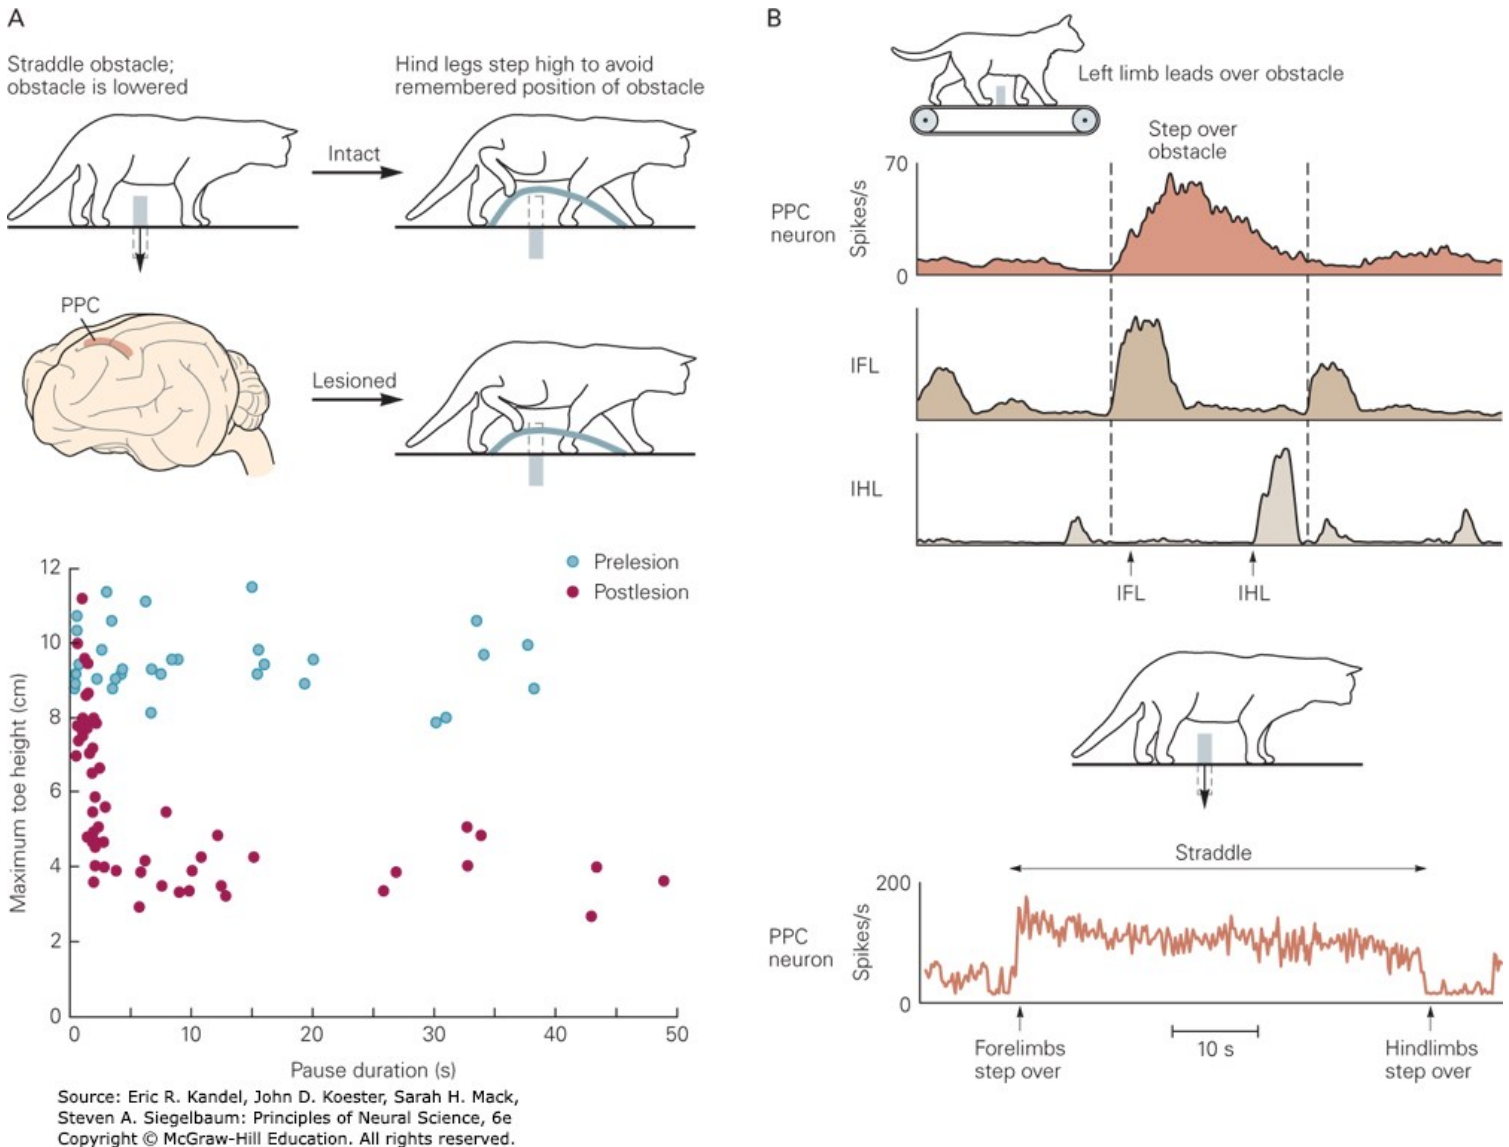 A
Straddle obstacle;
obstacle is lowered
Hind legs step high to avoid
remembered position of obstacle
Intact
PPC
Lesioned
Prelesion
Postlesion
12
10
8
6
4
2
0
Maximum toe height (cm)
0
10
20
30
40
50
Pause duration (s)
Source: Eric R. Kandel, John D. Koester, Sarah H. Mack,
Steven A. Siegelbaum: Principles of Neural Science, 6e
Copyright © McGraw-Hill Education. All rights reserved.
B
Left limb leads over obstacle
Step over
obstacle
70
0
Spikes/s
PPC
neuron
IFL
IHL
IFL
IHL
Straddle
200
0
Spikes/s
PPC
neuron
Forelimbs
step over
10 s
Hindlimbs
step over